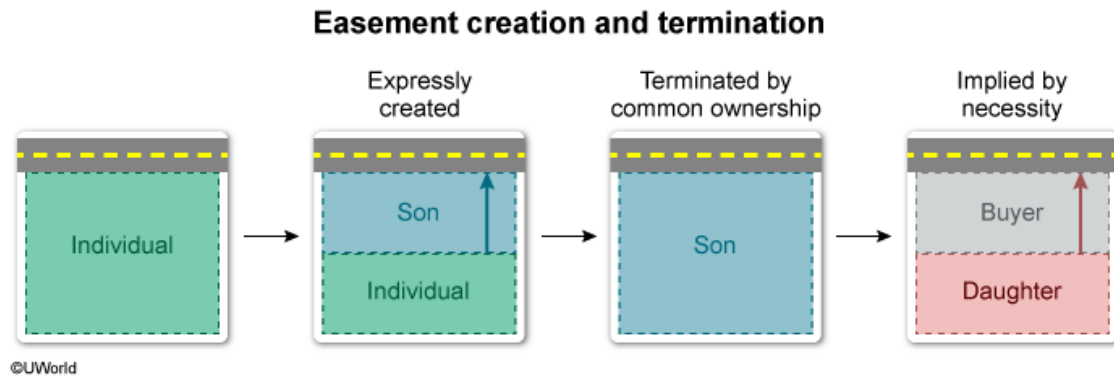 Easement creation and termination
Expressly
created
Terminated by
common ownership
Implied by
necessity
Individual
Son
Individual
Son
Buyer
Daughter
©UWorld